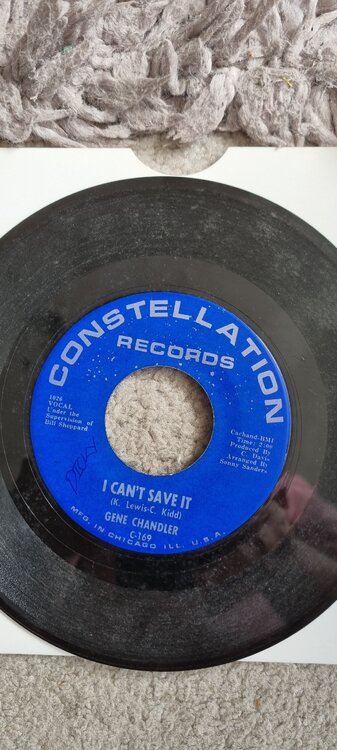 CONSTELLATION
RECORDS
1026
VOCAL
Under the
Supervision of
Bill Sheppard
Cachand-BMI
Time: 2:00
Produced By
C. Davis
Arranged By
Sonny Sanders
I CAN'T SAVE IT
(K. Lewis-C. Kidd)
GENE CHANDLER
C-169
MFG. IN CHICAGO ILL. U.S.A.